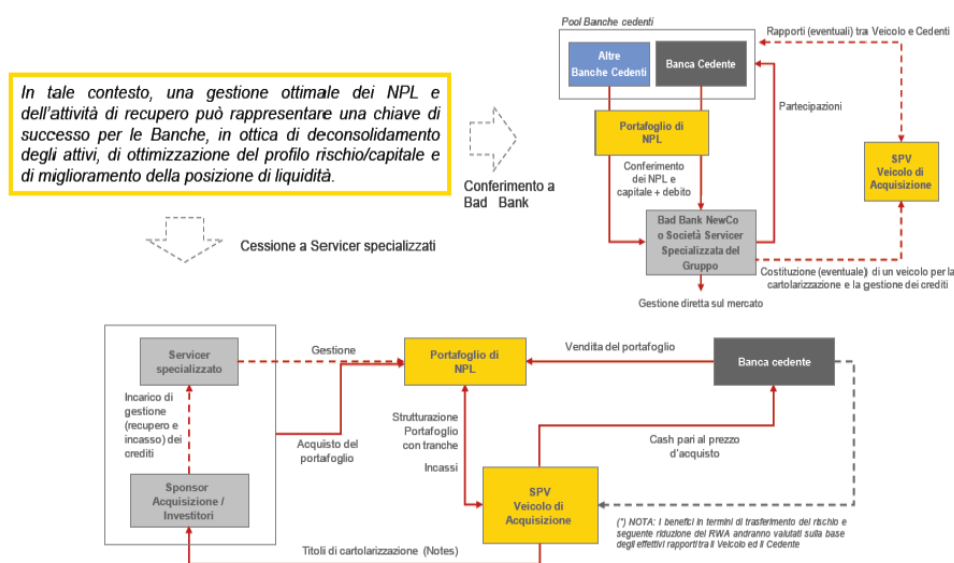 Pool Banche cedenti
Altre
Banche Cedenti
Banca Cedente
Rapporti (eventuali) tra Veicolo e Cedenti
In tale contesto, una gestione ottimale dei NPL e
dell'attività di recupero può rappresentare una chiave di
successo per le Banche, in ottica di deconsolidamento
degli attivi, di ottimizzazione del profilo rischio/capitale e
di miglioramento della posizione di liquidità.
Conferimento a
Bad Bank
Partecipazioni
Portafoglio di
NPL
Conferimento
dei NPL e
capitale + debito
SPV
Veicolo di
Acquisizione
Bad Bank NewCo
o Società Servicer
Specializzata del
Gruppo
Cessione a Servicer specializzati
Costituzione (eventuale) di un veicolo per la
cartolarizzazione e la gestione dei crediti
Gestione diretta sul mercato
Servicer
specializzato
Gestione
Portafoglio di
NPL
Vendita del portafoglio
Banca cedente
Incarico di
gestione
(recupero e
incasso) dei
crediti
Acquisto del
portafoglio
Strutturazione
Portafoglio
con tranche
Incassi
Cash pari al prezzo
d'acquisto
Sponsor
Acquisizione /
Investitori
SPV
Veicolo di
Acquisizione
(*) NOTA: I benefici in termini di trasferimento del rischio e
seguente riduzione del RWA andranno valutati sulla base
degli effettivi rapporti tra il Veicolo ed il Cedente
Titoli di cartolarizzazione (Notes)